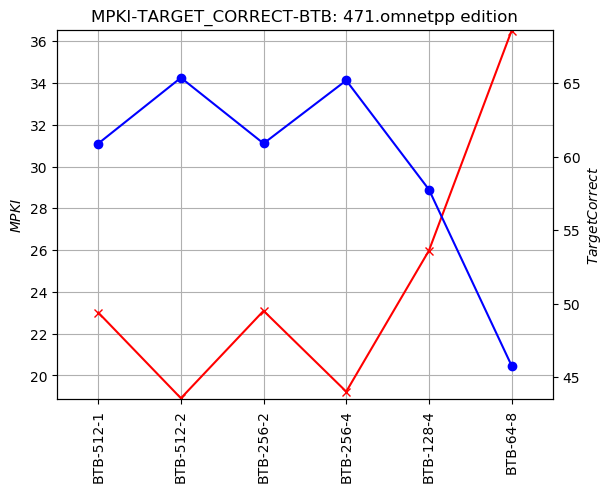 MPKI-TARGET_CORRECT-BTB: 471.omnetpp edition
36
34
32
30
28
26
24
22
20
MPKI
65
60
55
50
45
TargetCorrect
BTB-512-1
BTB-512-2
BTB-256-2
BTB-256-4
BTB-128-4
BTB-64-8